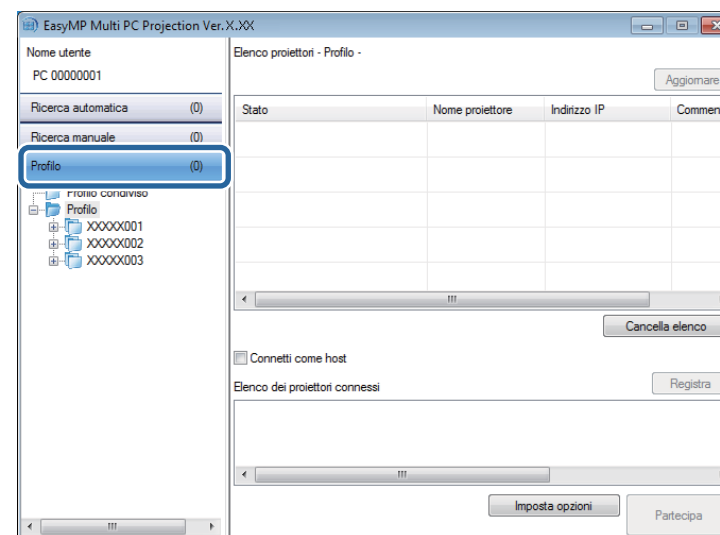 EasyMP Multi PC Projection Ver.X.XX
Nome utente
PC 00000001
Ricerca automatica (0)
Ricerca manuale (0)
Profilo (0)
Profilo condiviso
Profilo
XXXXX001
XXXXX002
XXXXX003
Elenco proiettori - Profilo -
Aggiornare
Stato Nome proiettore Indirizzo IP Commen
Cancella elenco
Connetti come host
Elenco dei proiettori connessi
Registra
Imposta opzioni
Partecipa